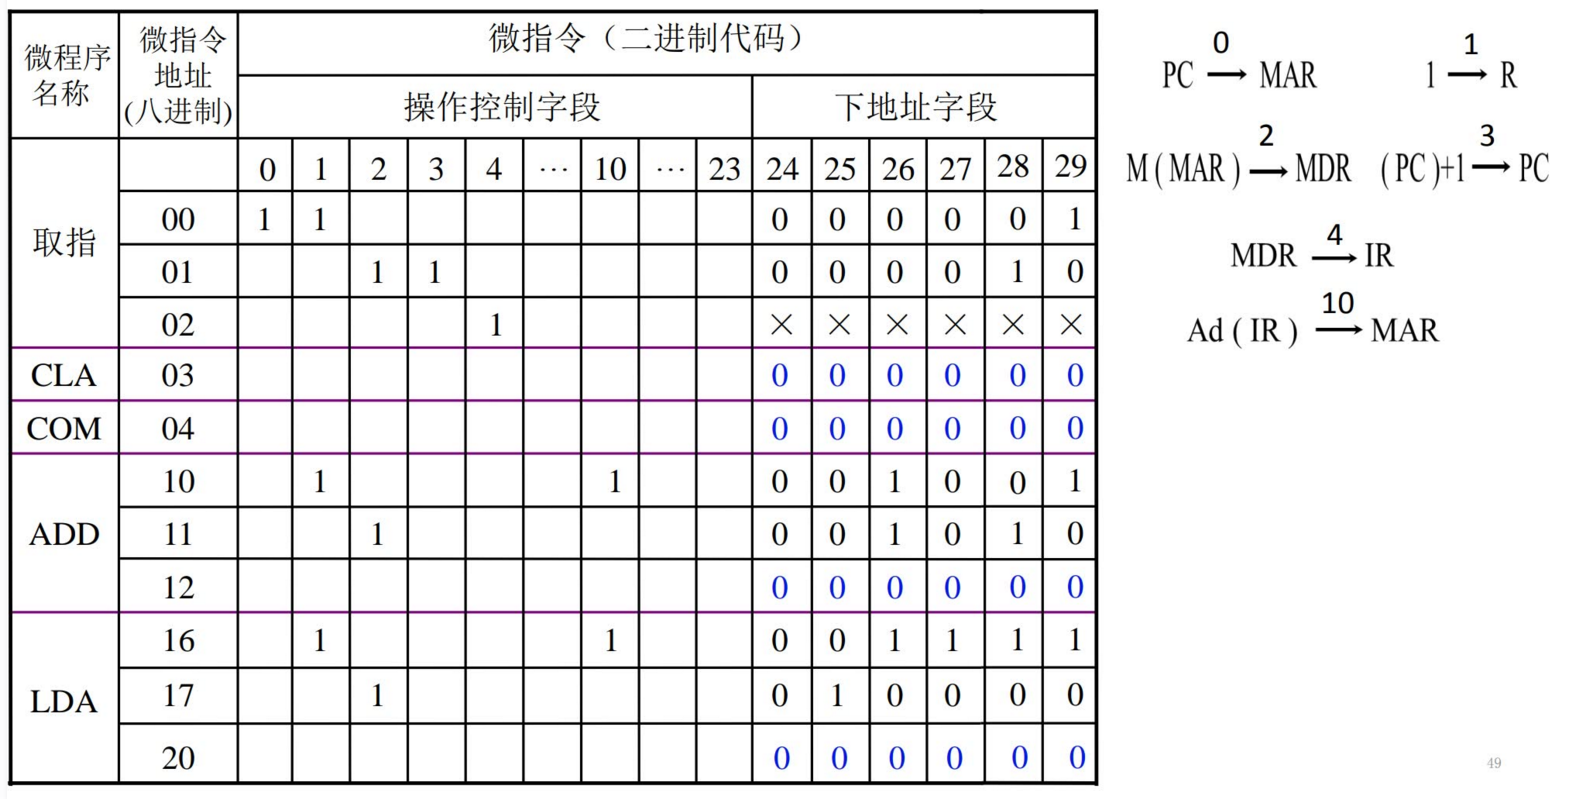 微程序名称 微指令地址(八进制) 微指令（二进制代码）
操作控制字段 下地址字段
0 1 2 3 4 … 10 … 23 24 25 26 27 28 29
取指 00 1 1 0 0 0 0 0 1
01 1 1 0 0 0 0 1 0
02 1 × × × × × ×
CLA 03 0 0 0 0 0 0
COM 04 0 0 0 0 0 0
ADD 10 1 1 0 0 1 0 0 1
11 1 0 0 1 0 1 0
12 0 0 0 0 0 0
LDA 16 1 1 0 0 1 1 1 1
17 1 0 1 0 0 0 0
20 0 0 0 0 0 0
0 1
PC → MAR 1 → R
2 3
M ( MAR ) → MDR ( PC )+1 → PC
4
MDR → IR
10
Ad ( IR ) → MAR
49